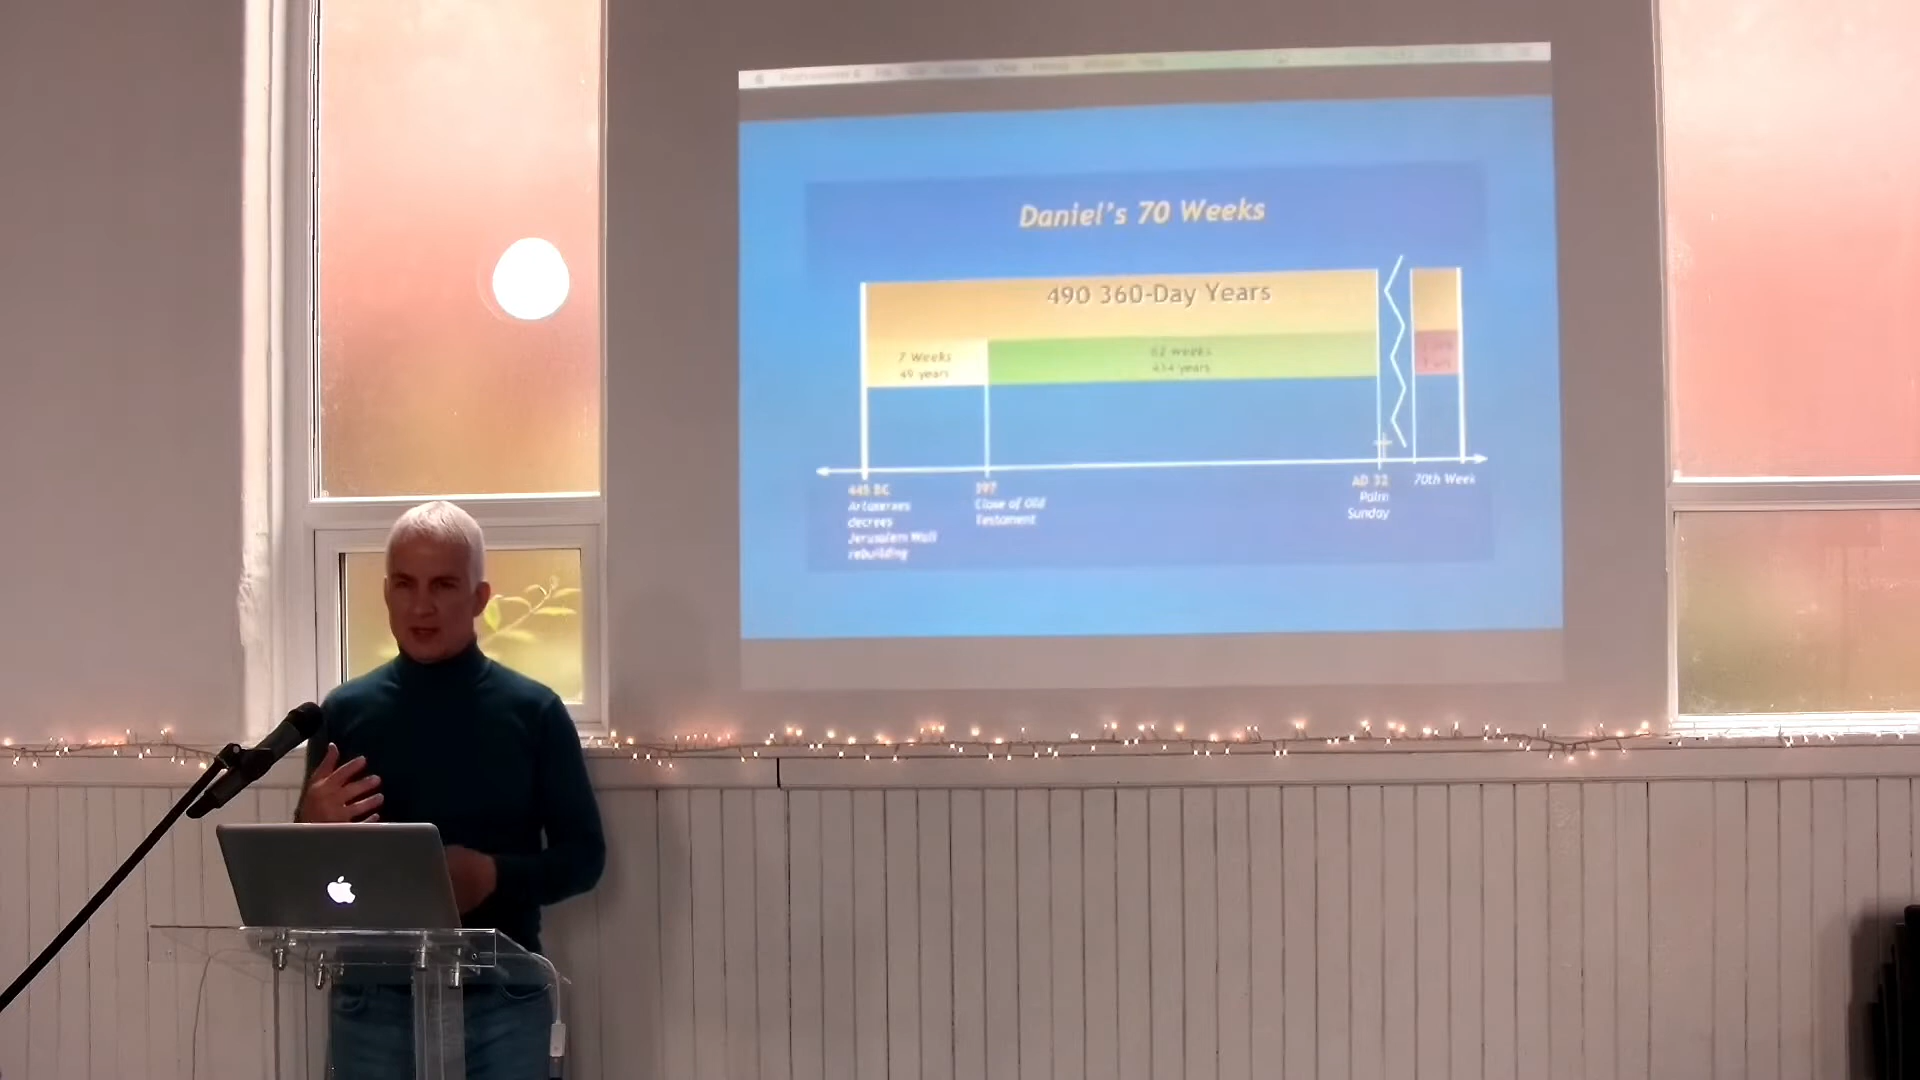 Daniel's 70 Weeks
490 360-Day Years
7 Weeks
49 years
62 weeks
434 years
445 BC
Artaxerxes
decrees
Jerusalem Wall
rebuilding
397
Close of Old
Testament
AD 32
Palm
Sunday
70th Week